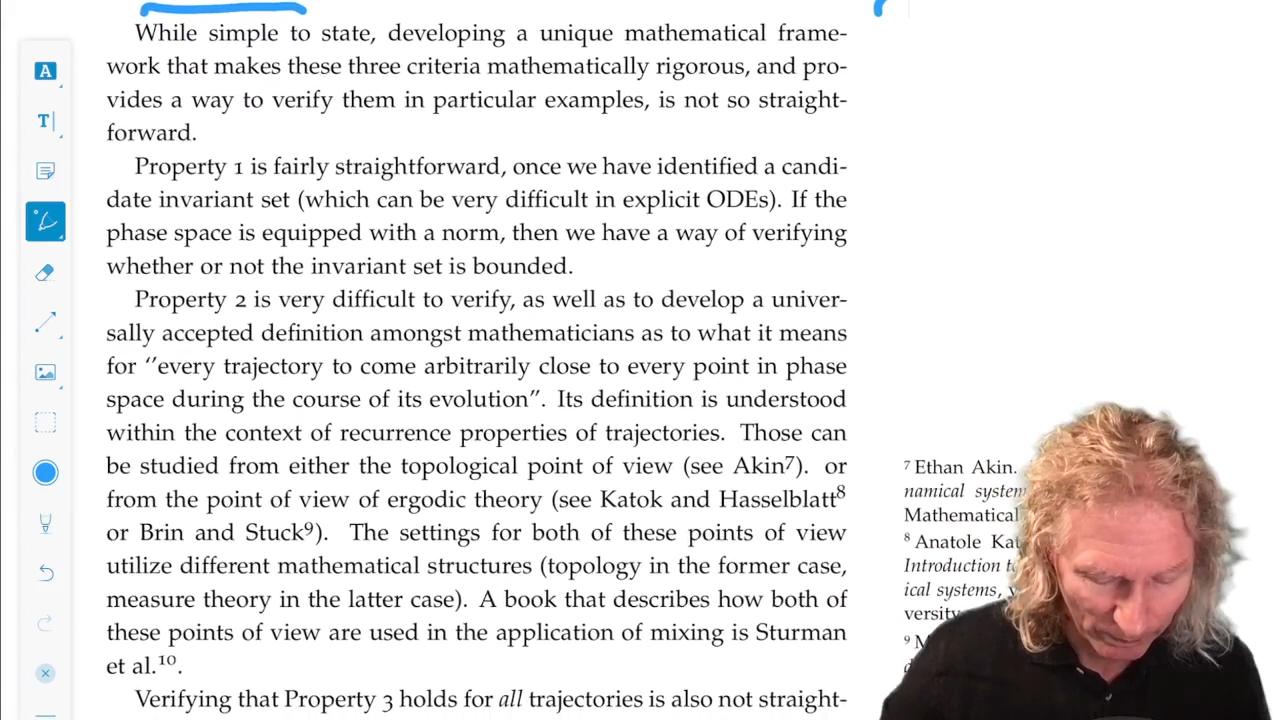 While simple to state, developing a unique mathematical frame-
work that makes these three criteria mathematically rigorous, and pro-
vides a way to verify them in particular examples, is not so straight-
forward.
Property 1 is fairly straightforward, once we have identified a candi-
date invariant set (which can be very difficult in explicit ODEs). If the
phase space is equipped with a norm, then we have a way of verifying
whether or not the invariant set is bounded.
Property 2 is very difficult to verify, as well as to develop a univer-
sally accepted definition amongst mathematicians as to what it means
for ‘‘every trajectory to come arbitrarily close to every point in phase
space during the course of its evolution”. Its definition is understood
within the context of recurrence properties of trajectories. Those can
be studied from either the topological point of view (see Akin⁷). or
from the point of view of ergodic theory (see Katok and Hasselblatt⁸
or Brin and Stuck⁹). The settings for both of these points of view
utilize different mathematical structures (topology in the former case,
measure theory in the latter case). A book that describes how both of
these points of view are used in the application of mixing is Sturman
et al.¹⁰.
Verifying that Property 3 holds for all trajectories is also not straight-
A
T
⁷ Ethan Akin.
namical system
Mathematical
⁸ Anatole
Introduction
ical systems,
⁹